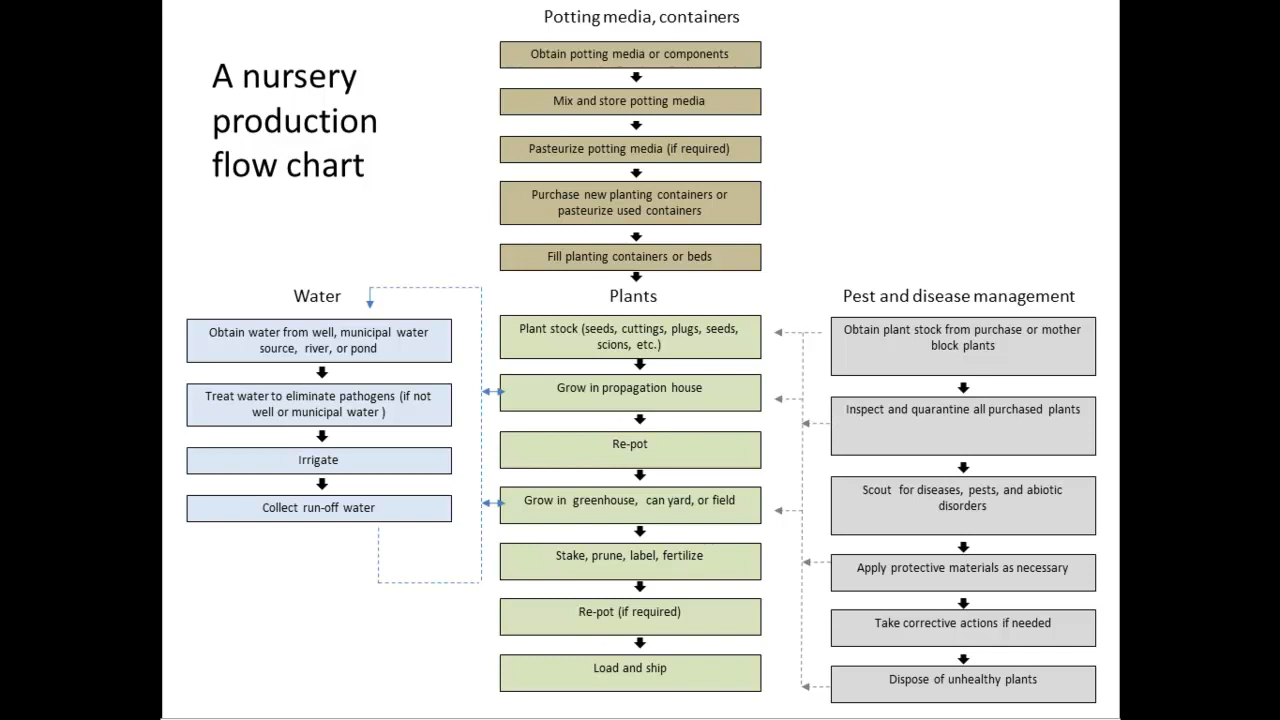 Potting media, containers
A nursery
production
flow chart
Obtain potting media or components
Mix and store potting media
Pasteurize potting media (if required)
Purchase new planting containers or
pasteurize used containers
Fill planting containers or beds
Water
Obtain water from well, municipal water
source, river, or pond
Treat water to eliminate pathogens (if not
well or municipal water )
Irrigate
Collect run-off water
Plants
Plant stock (seeds, cuttings, plugs, seeds,
scions, etc.)
Grow in propagation house
Re-pot
Grow in greenhouse, can yard, or field
Stake, prune, label, fertilize
Re-pot (if required)
Load and ship
Pest and disease management
Obtain plant stock from purchase or mother
block plants
Inspect and quarantine all purchased plants
Scout for diseases, pests, and abiotic
disorders
Apply protective materials as necessary
Take corrective actions if needed
Dispose of unhealthy plants